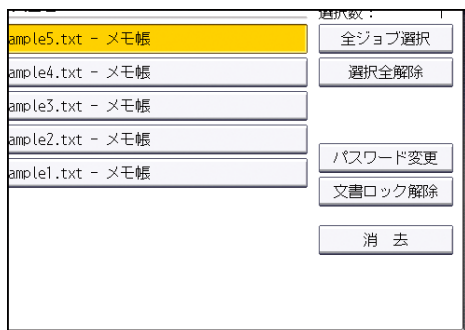 選択数: 1
ample5.txt - メモ帳
全ジョブ選択
ample4.txt - メモ帳
選択全解除
ample3.txt - メモ帳
ample2.txt - メモ帳
ample1.txt - メモ帳
パスワード変更
文書ロック解除
消 去